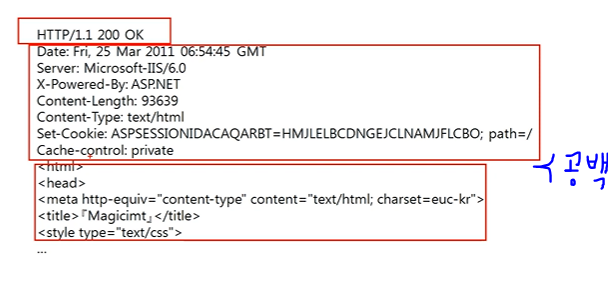 HTTP/1.1 200 OK
Date: Fri, 25 Mar 2011 06:54:45 GMT
Server: Microsoft-IIS/6.0
X-Powered-By: ASP.NET
Content-Length: 93639
Content-Type: text/html
Set-Cookie: ASPSESSIONIDACAQARBT=HMJLELBCDNGEJCLNAMJFLCBO; path=/
Cache-control: private
<html>
공백
<head>
<meta http-equiv="content-type" content="text/html; charset=euc-kr">
<title>『Magicimt』</title>
<style type="text/css">
...